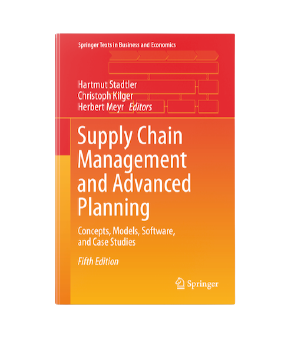 Springer Texts in Business and Economics
Hartmut Stadtler
Christoph Kilger
Herbert Meyr Editors
Supply Chain
Management
and Advanced
Planning
Concepts, Models, Software,
and Case Studies
Fifth Edition
Springer